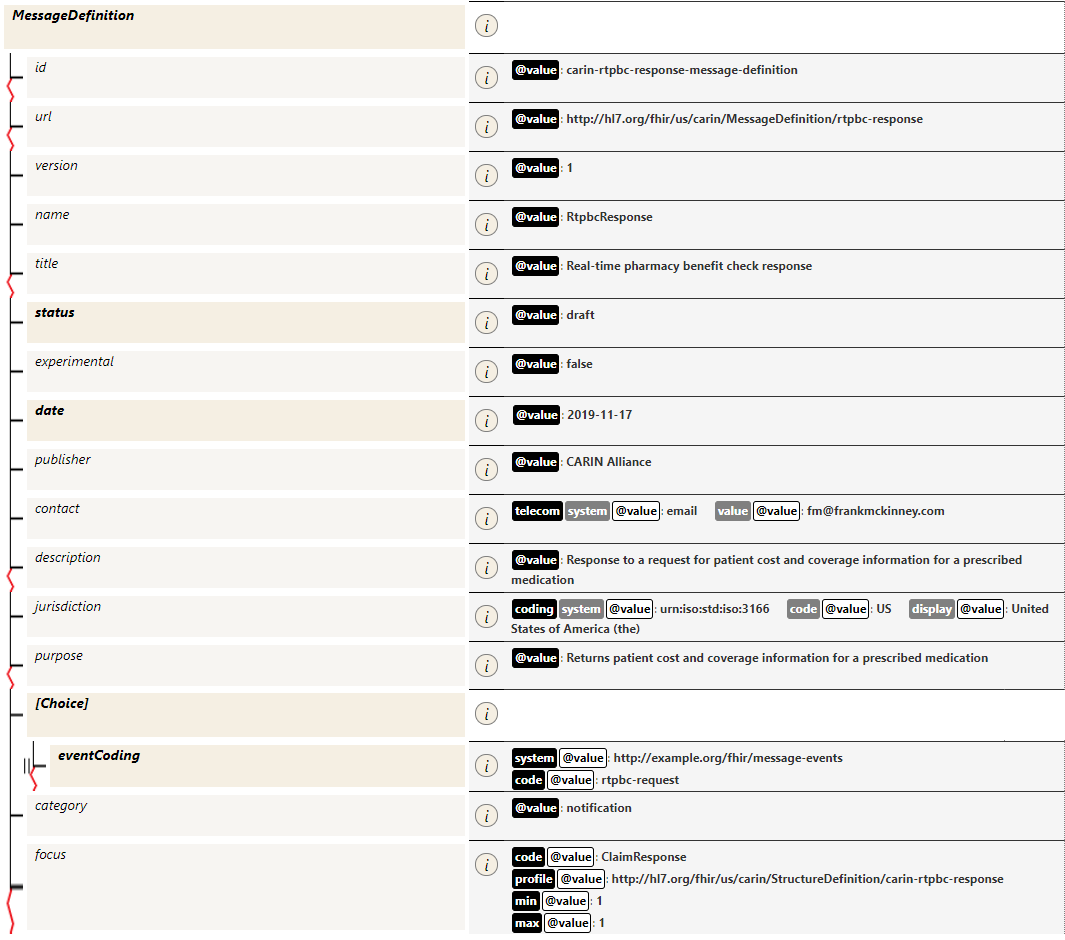 MessageDefinition i
id i @value : carin-rtpbc-response-message-definition
url i @value : http://hl7.org/fhir/us/carin/MessageDefinition/rtpbc-response
version i @value : 1
name i @value : RtpbcResponse
title i @value : Real-time pharmacy benefit check response
status i @value : draft
experimental i @value : false
date i @value : 2019-11-17
publisher i @value : CARIN Alliance
contact i telecom system @value : email value @value : fm@frankmckinney.com
description i @value : Response to a request for patient cost and coverage information for a prescribed
medication
jurisdiction i coding system @value : urn:iso:std:iso:3166 code @value : US display @value : United
States of America (the)
purpose i @value : Returns patient cost and coverage information for a prescribed medication
[Choice] i
eventCoding i system @value : http://example.org/fhir/message-events
code @value : rtpbc-request
category i @value : notification
focus i code @value : ClaimResponse
profile @value : http://hl7.org/fhir/us/carin/StructureDefinition/carin-rtpbc-response
min @value : 1
max @value : 1